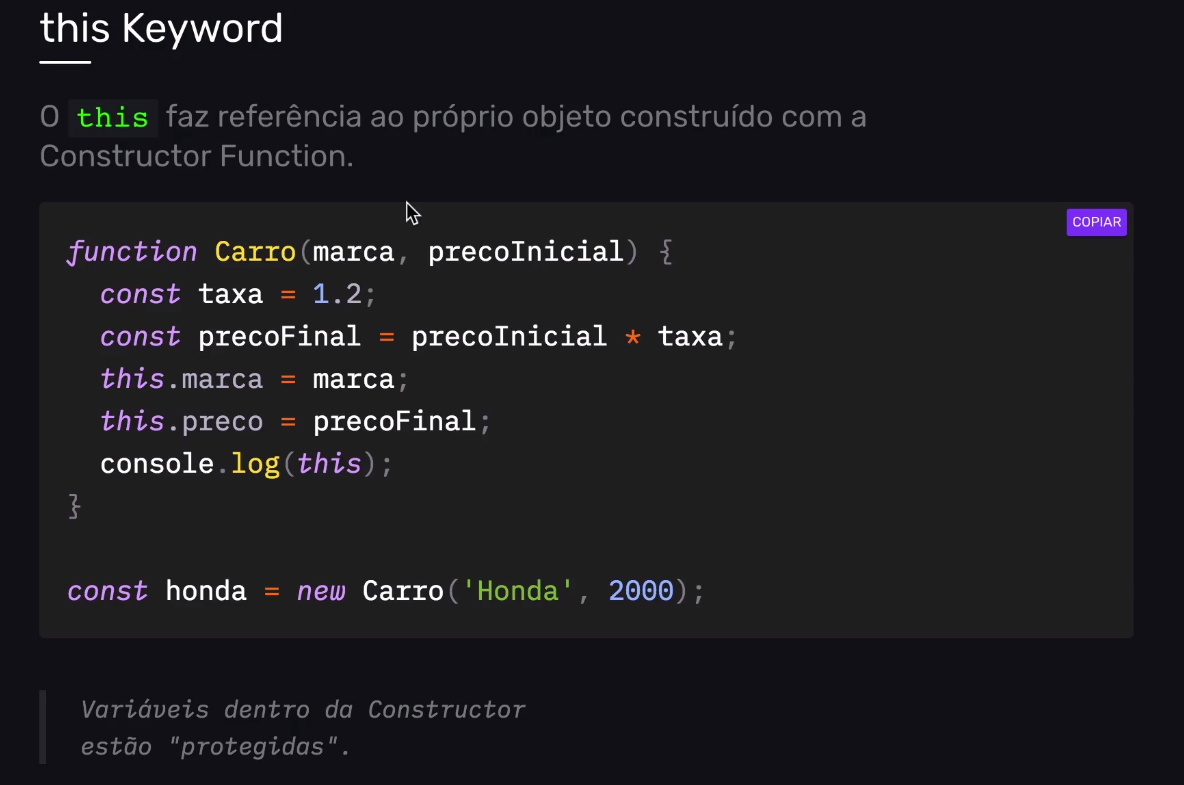 this Keyword
O this faz referência ao próprio objeto construído com a
Constructor Function.
COPIAR
function Carro(marca, precoInicial) {
  const taxa = 1.2;
  const precoFinal = precoInicial * taxa;
  this.marca = marca;
  this.preco = precoFinal;
  console.log(this);
}
const honda = new Carro('Honda', 2000);
Variáveis dentro da Constructor
estão "protegidas".